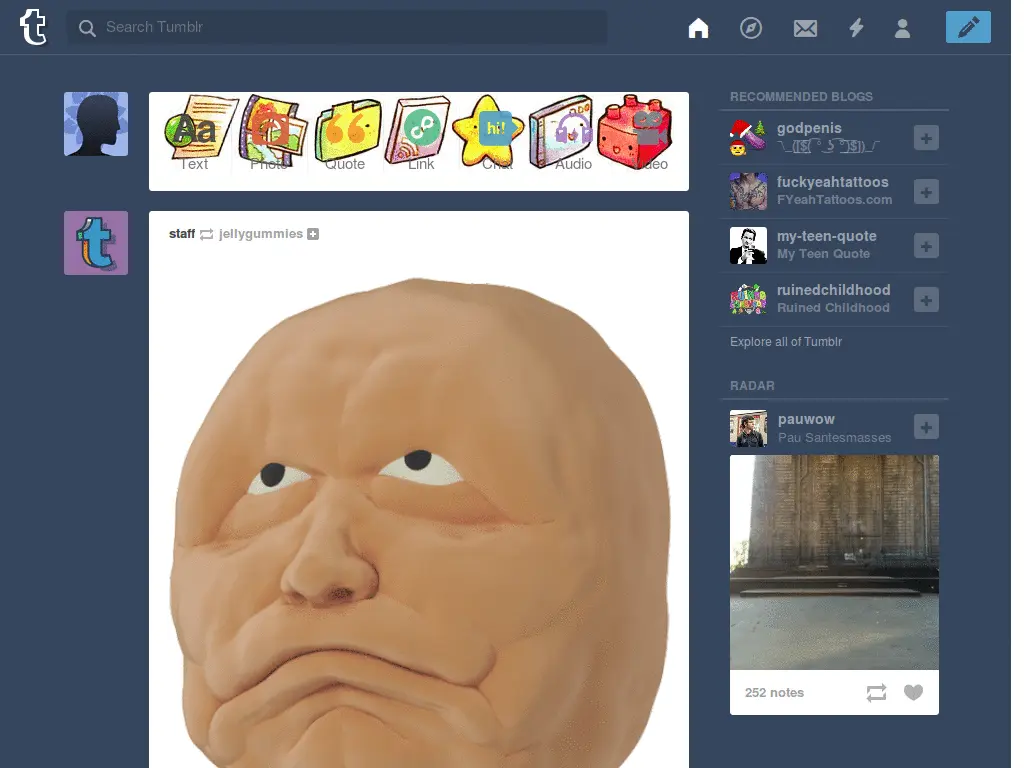 Search Tumblr
Aa
hi!
Text Photo Quote Link Chat Audio Video
staff jellygummies
RECOMMENDED BLOGS
godpenis
fuckyeahtattoos
FYeahTattoos.com
my-teen-quote
My Teen Quote
ruinedchildhood
Ruined Childhood
Explore all of Tumblr
RADAR
pauwow
Pau Santesmasses
252 notes